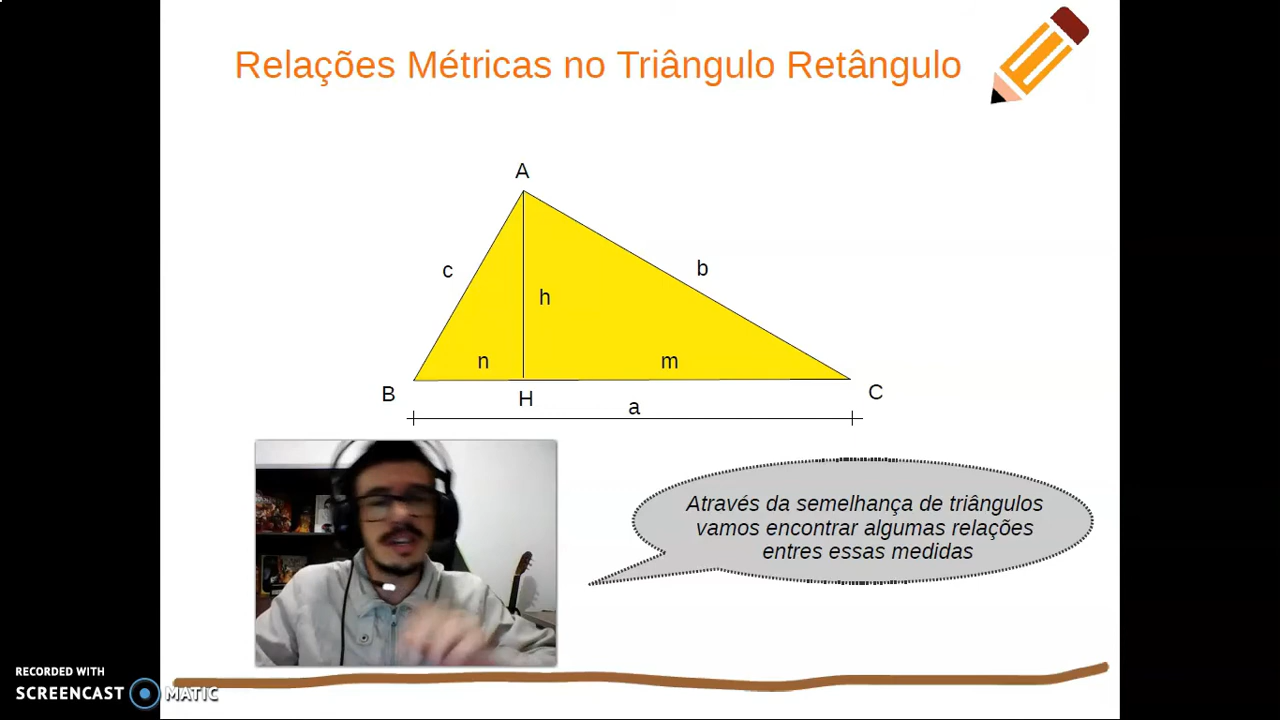 Relações Métricas no Triângulo Retângulo
A
c
b
h
n
m
B
H
C
a
Através da semelhança de triângulos
vamos encontrar algumas relações
entres essas medidas
RECORDED WITH
SCREENCAST MATIC